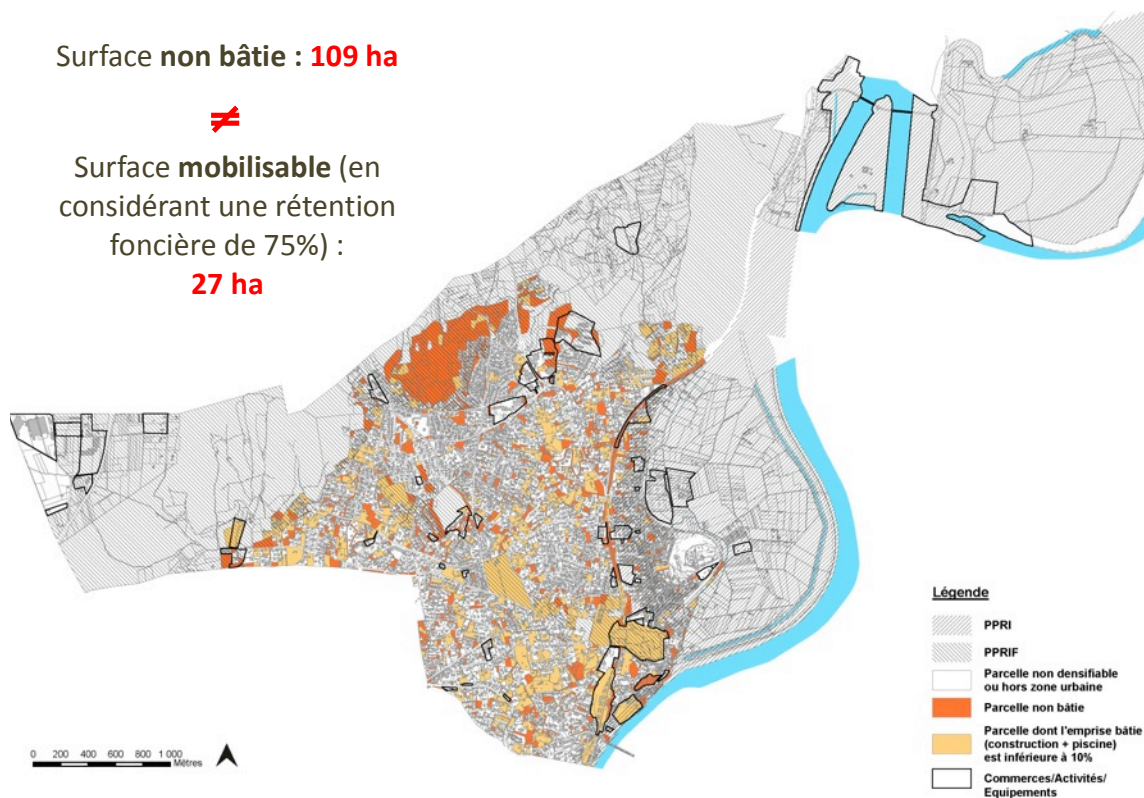 Surface non bâtie : 109 ha
≠
Surface mobilisable (en
considérant une rétention
foncière de 75%) :
27 ha
Légende
PPRI
PPRIF
Parcelle non densifiable
ou hors zone urbaine
Parcelle non bâtie
Parcelle dont l'emprise bâtie
(construction + piscine)
est inférieure à 10%
Commerces/Activités/
Equipements
0 200 400 600 800 1 000
Mètres